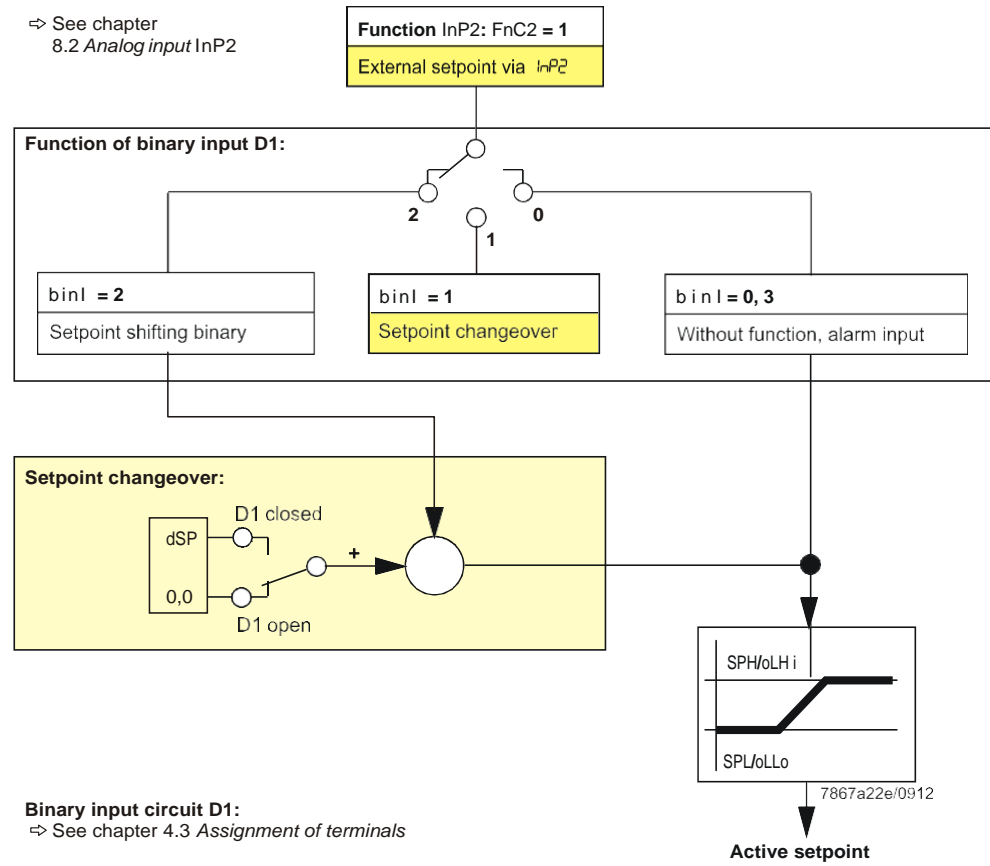 ⇨ See chapter
8.2 Analog input InP2
Function InP2: FnC2 = 1
External setpoint via InP2
Function of binary input D1:
2
0
1
binI = 2
Setpoint shifting binary
binI = 1
Setpoint changeover
binI = 0, 3
Without function, alarm input
Setpoint changeover:
D1 closed
dSP
+
0,0
D1 open
SPH/oLH i
SPL/oLLo
7867a22e/0912
Binary input circuit D1:
⇨ See chapter 4.3 Assignment of terminals
Active setpoint